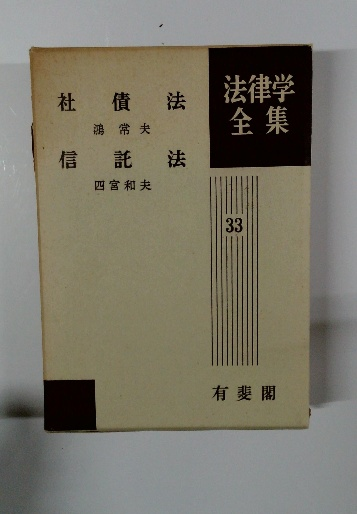 法律学
全集
社債法
鴻常夫
信託法
四宮和夫
33
有斐閣